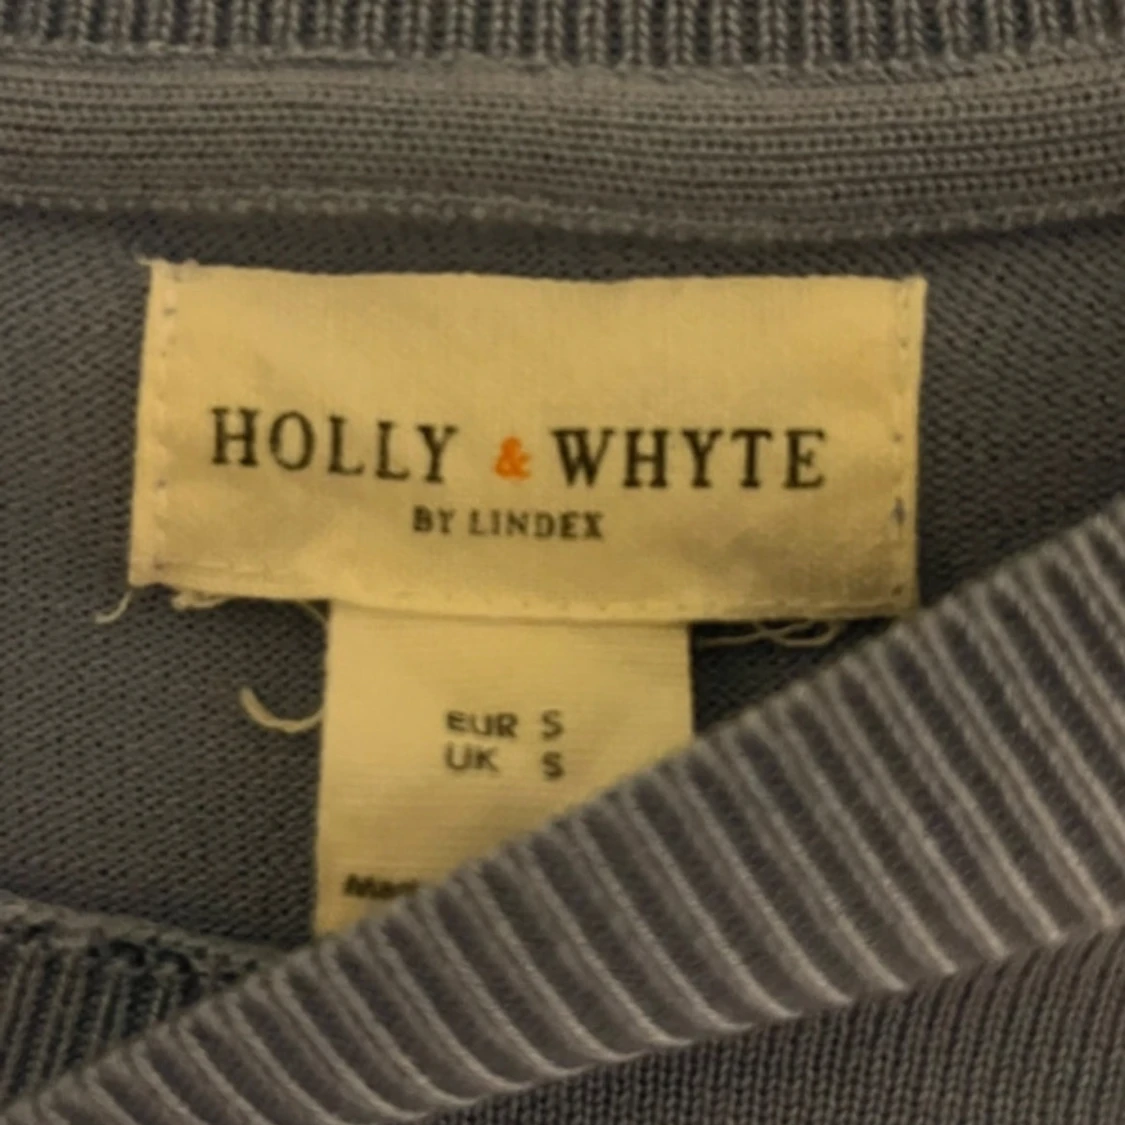 HOLLY & WHYTE
BY LINDEX
EUR S
UK S